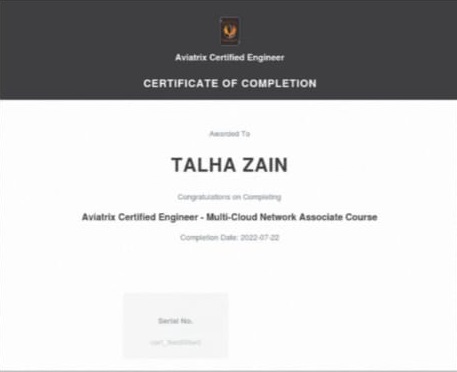 Aviatrix Certified Engineer
CERTIFICATE OF COMPLETION
Awarded To
TALHA ZAIN
Congratulations on Completing
Aviatrix Certified Engineer - Multi-Cloud Network Associate Course
Completion Date: 2022-07-22
Serial No.